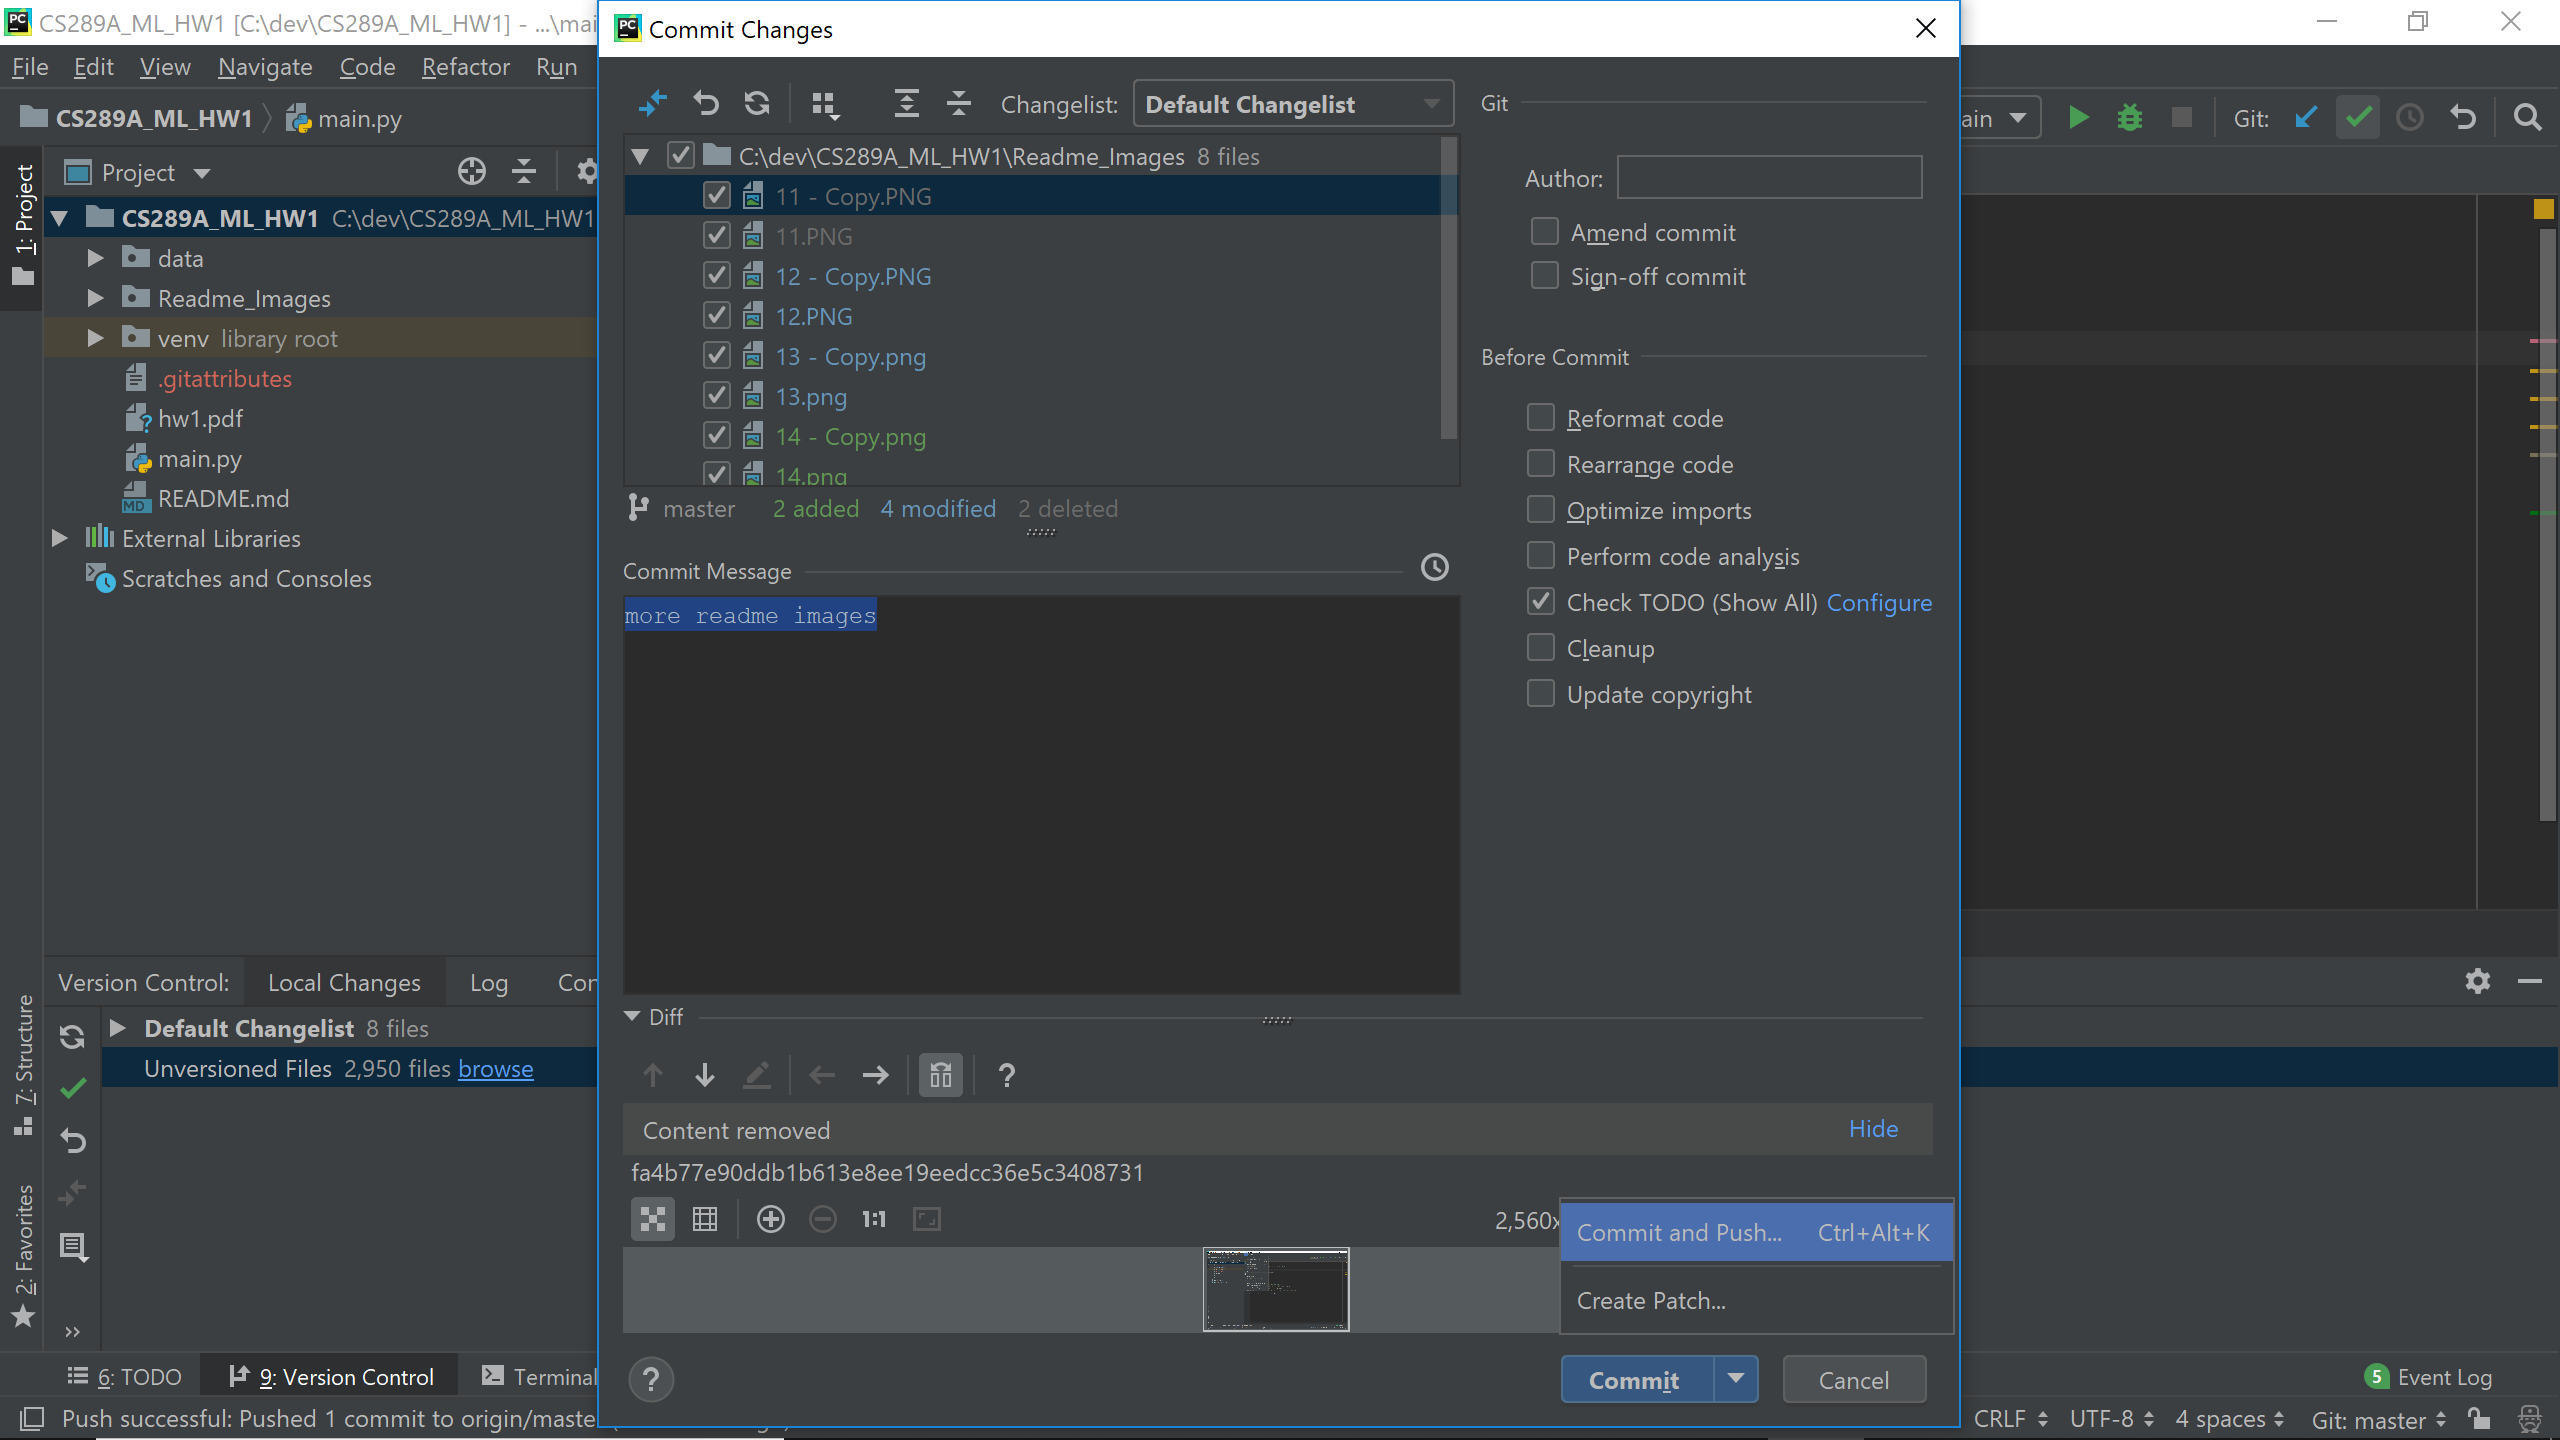 CS289A_ML_HW1 [C:\dev\CS289A_ML_HW1] - ...\mai
Commit Changes
File Edit View Navigate Code Refactor Run
CS289A_ML_HW1 main.py
Changelist: Default Changelist
Git
ain
Git:
1: Project
Project
C:\dev\CS289A_ML_HW1\Readme_Images 8 files
CS289A_ML_HW1 C:\dev\CS289A_ML_HW1
data
Readme_Images
venv library root
.gitattributes
hw1.pdf
main.py
README.md
External Libraries
Scratches and Consoles
11 - Copy.PNG
11.PNG
12 - Copy.PNG
12.PNG
13 - Copy.png
13.png
14 - Copy.png
14.png
master 2 added 4 modified 2 deleted
Author:
Amend commit
Sign-off commit
Before Commit
Reformat code
Rearrange code
Optimize imports
Perform code analysis
Check TODO (Show All) Configure
Cleanup
Update copyright
Commit Message
more readme images
Version Control: Local Changes Log Con
7: Structure
Default Changelist 8 files
Unversioned Files 2,950 files browse
2: Favorites
Diff
?
Content removed Hide
fa4b77e90ddb1b613e8ee19eedcc36e5c3408731
1:1
2,560x
Commit and Push... Ctrl+Alt+K
Create Patch...
?
Commit Cancel
6: TODO 9: Version Control Terminal
5 Event Log
Push successful: Pushed 1 commit to origin/maste
CRLF UTF-8 4 spaces Git: master